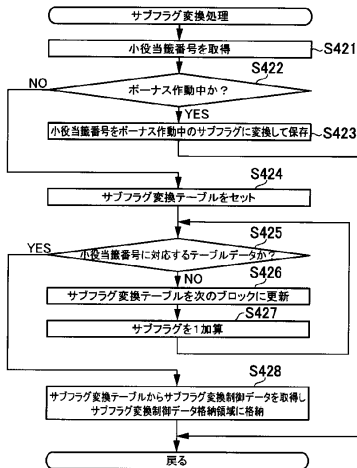 サブフラグ変換処理
S421
小役当籤番号を取得
S422
ボーナス作動中か?
NO
YES
S423
小役当籤番号をボーナス作動中のサブフラグに変換して保存
S424
サブフラグ変換テーブルをセット
S425
小役当籤番号に対応するテーブルデータか?
YES
NO
S426
サブフラグ変換テーブルを次のブロックに更新
S427
サブフラグを1加算
S428
サブフラグ変換テーブルからサブフラグ変換制御データを取得し
サブフラグ変換制御データ格納領域に格納
戻る